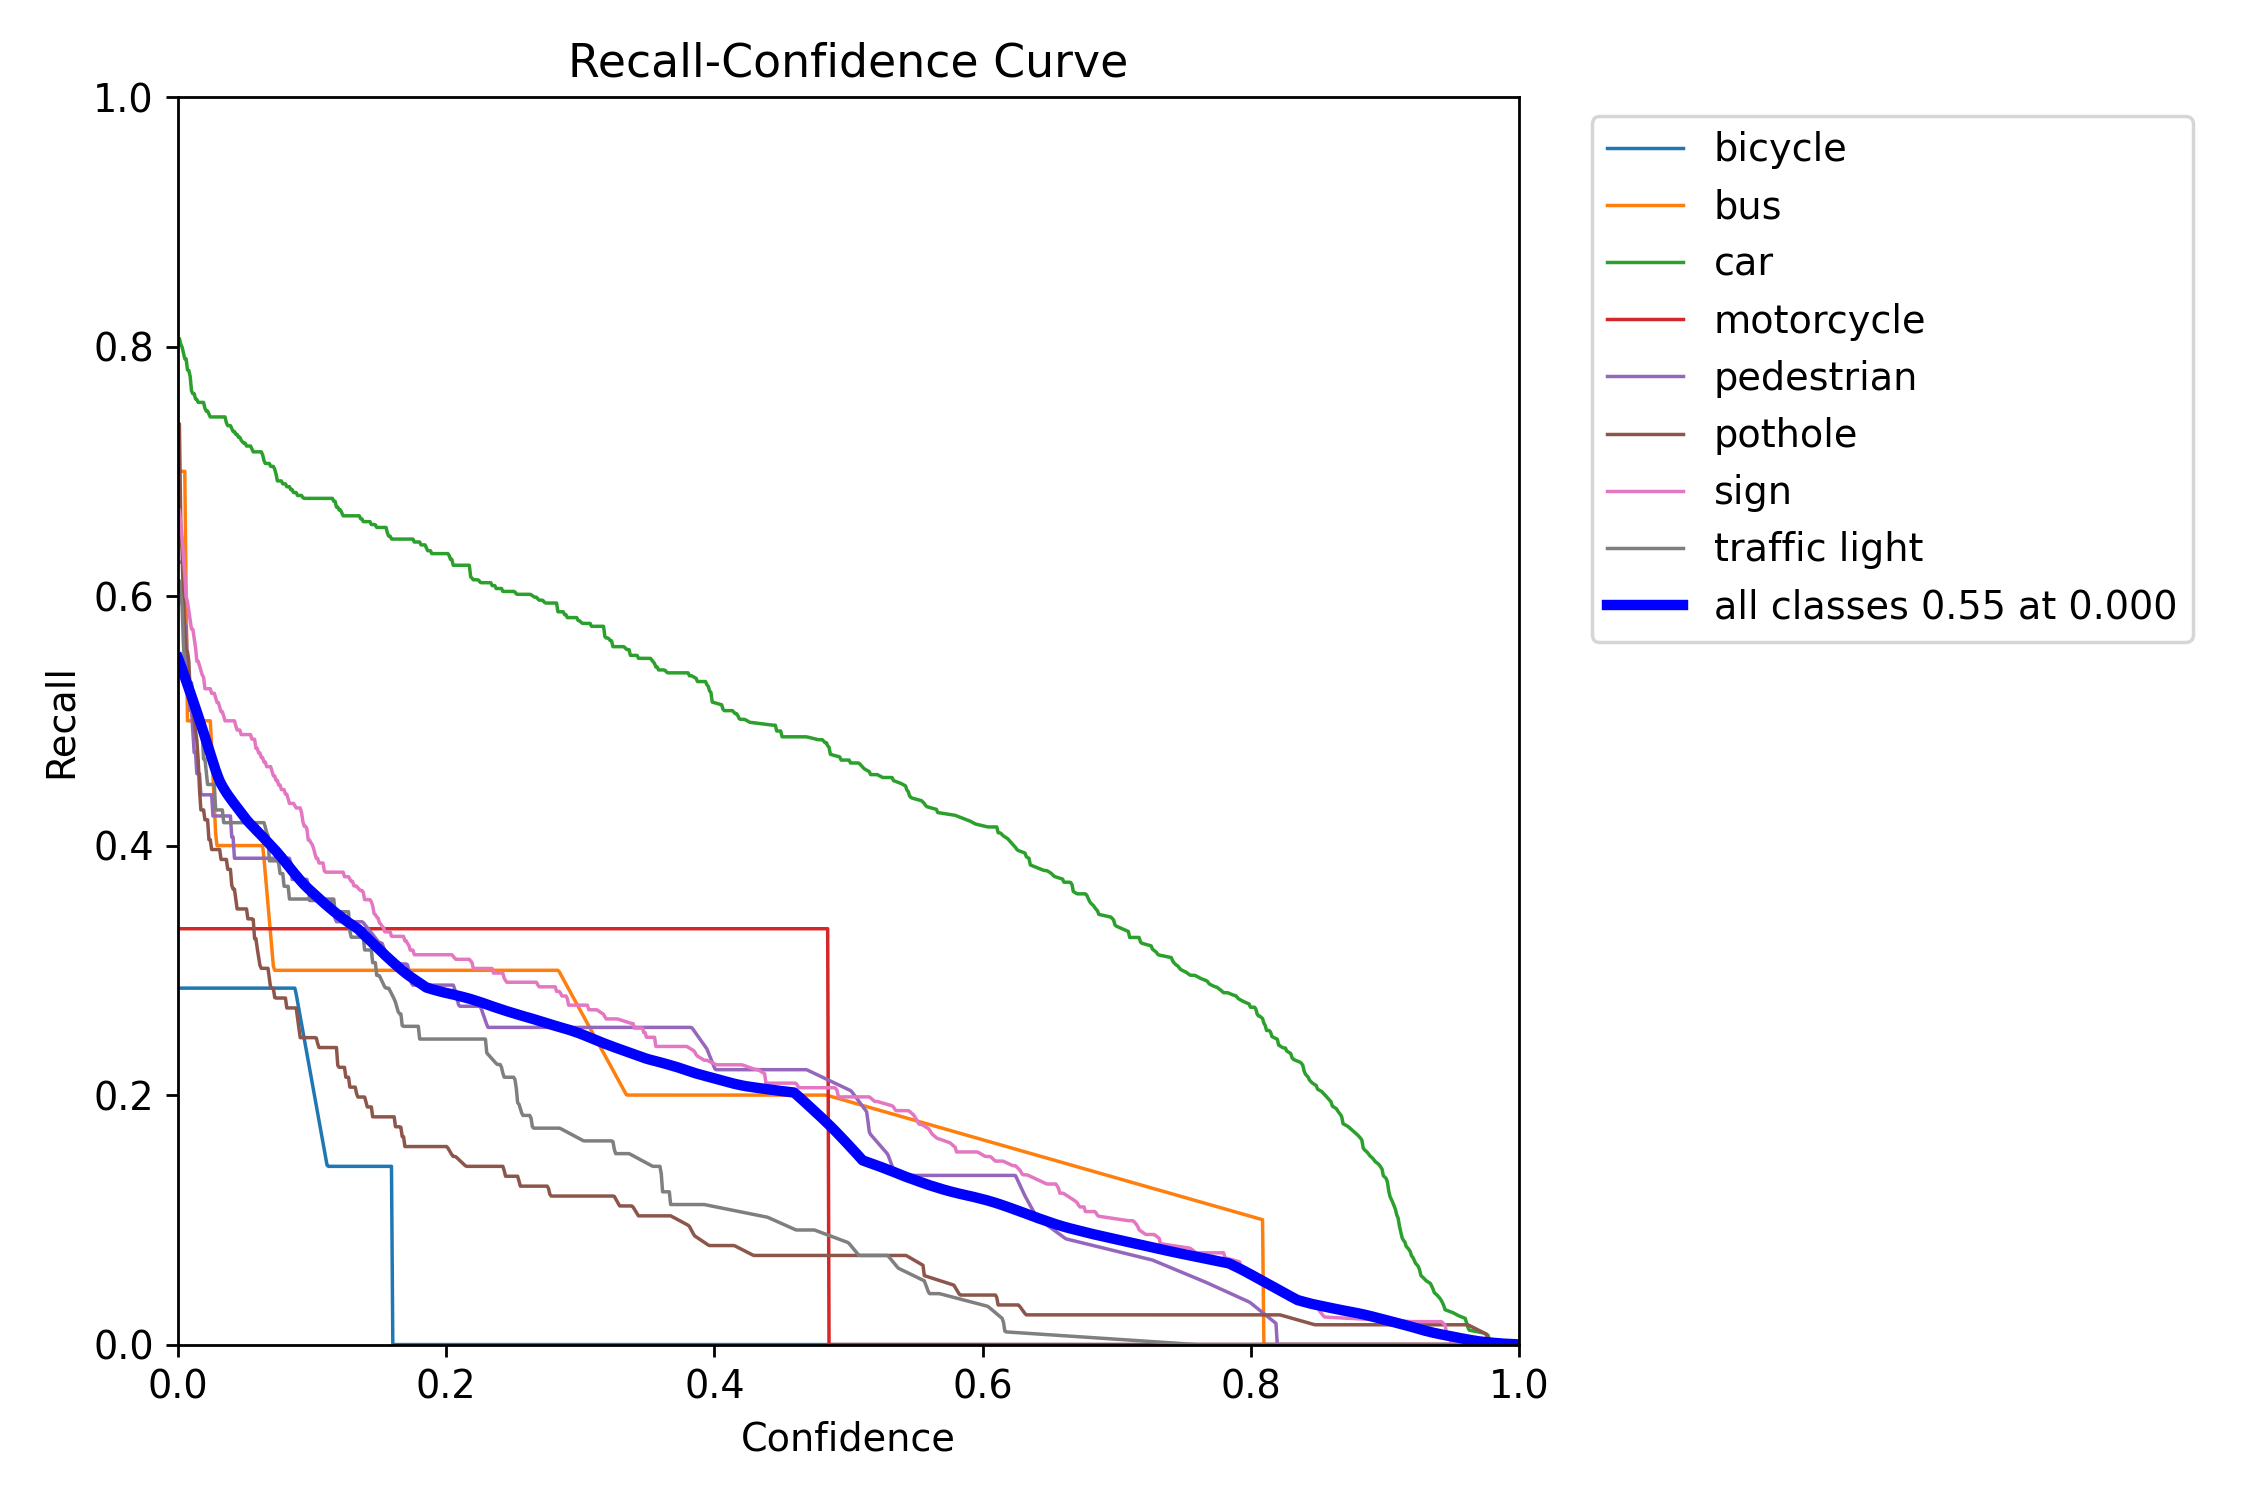 Recall-Confidence Curve
1.0
0.8
0.6
0.4
0.2
0.0
Recall
0.0 0.2 0.4 0.6 0.8 1.0
Confidence
bicycle
bus
car
motorcycle
pedestrian
pothole
sign
traffic light
all classes 0.55 at 0.000